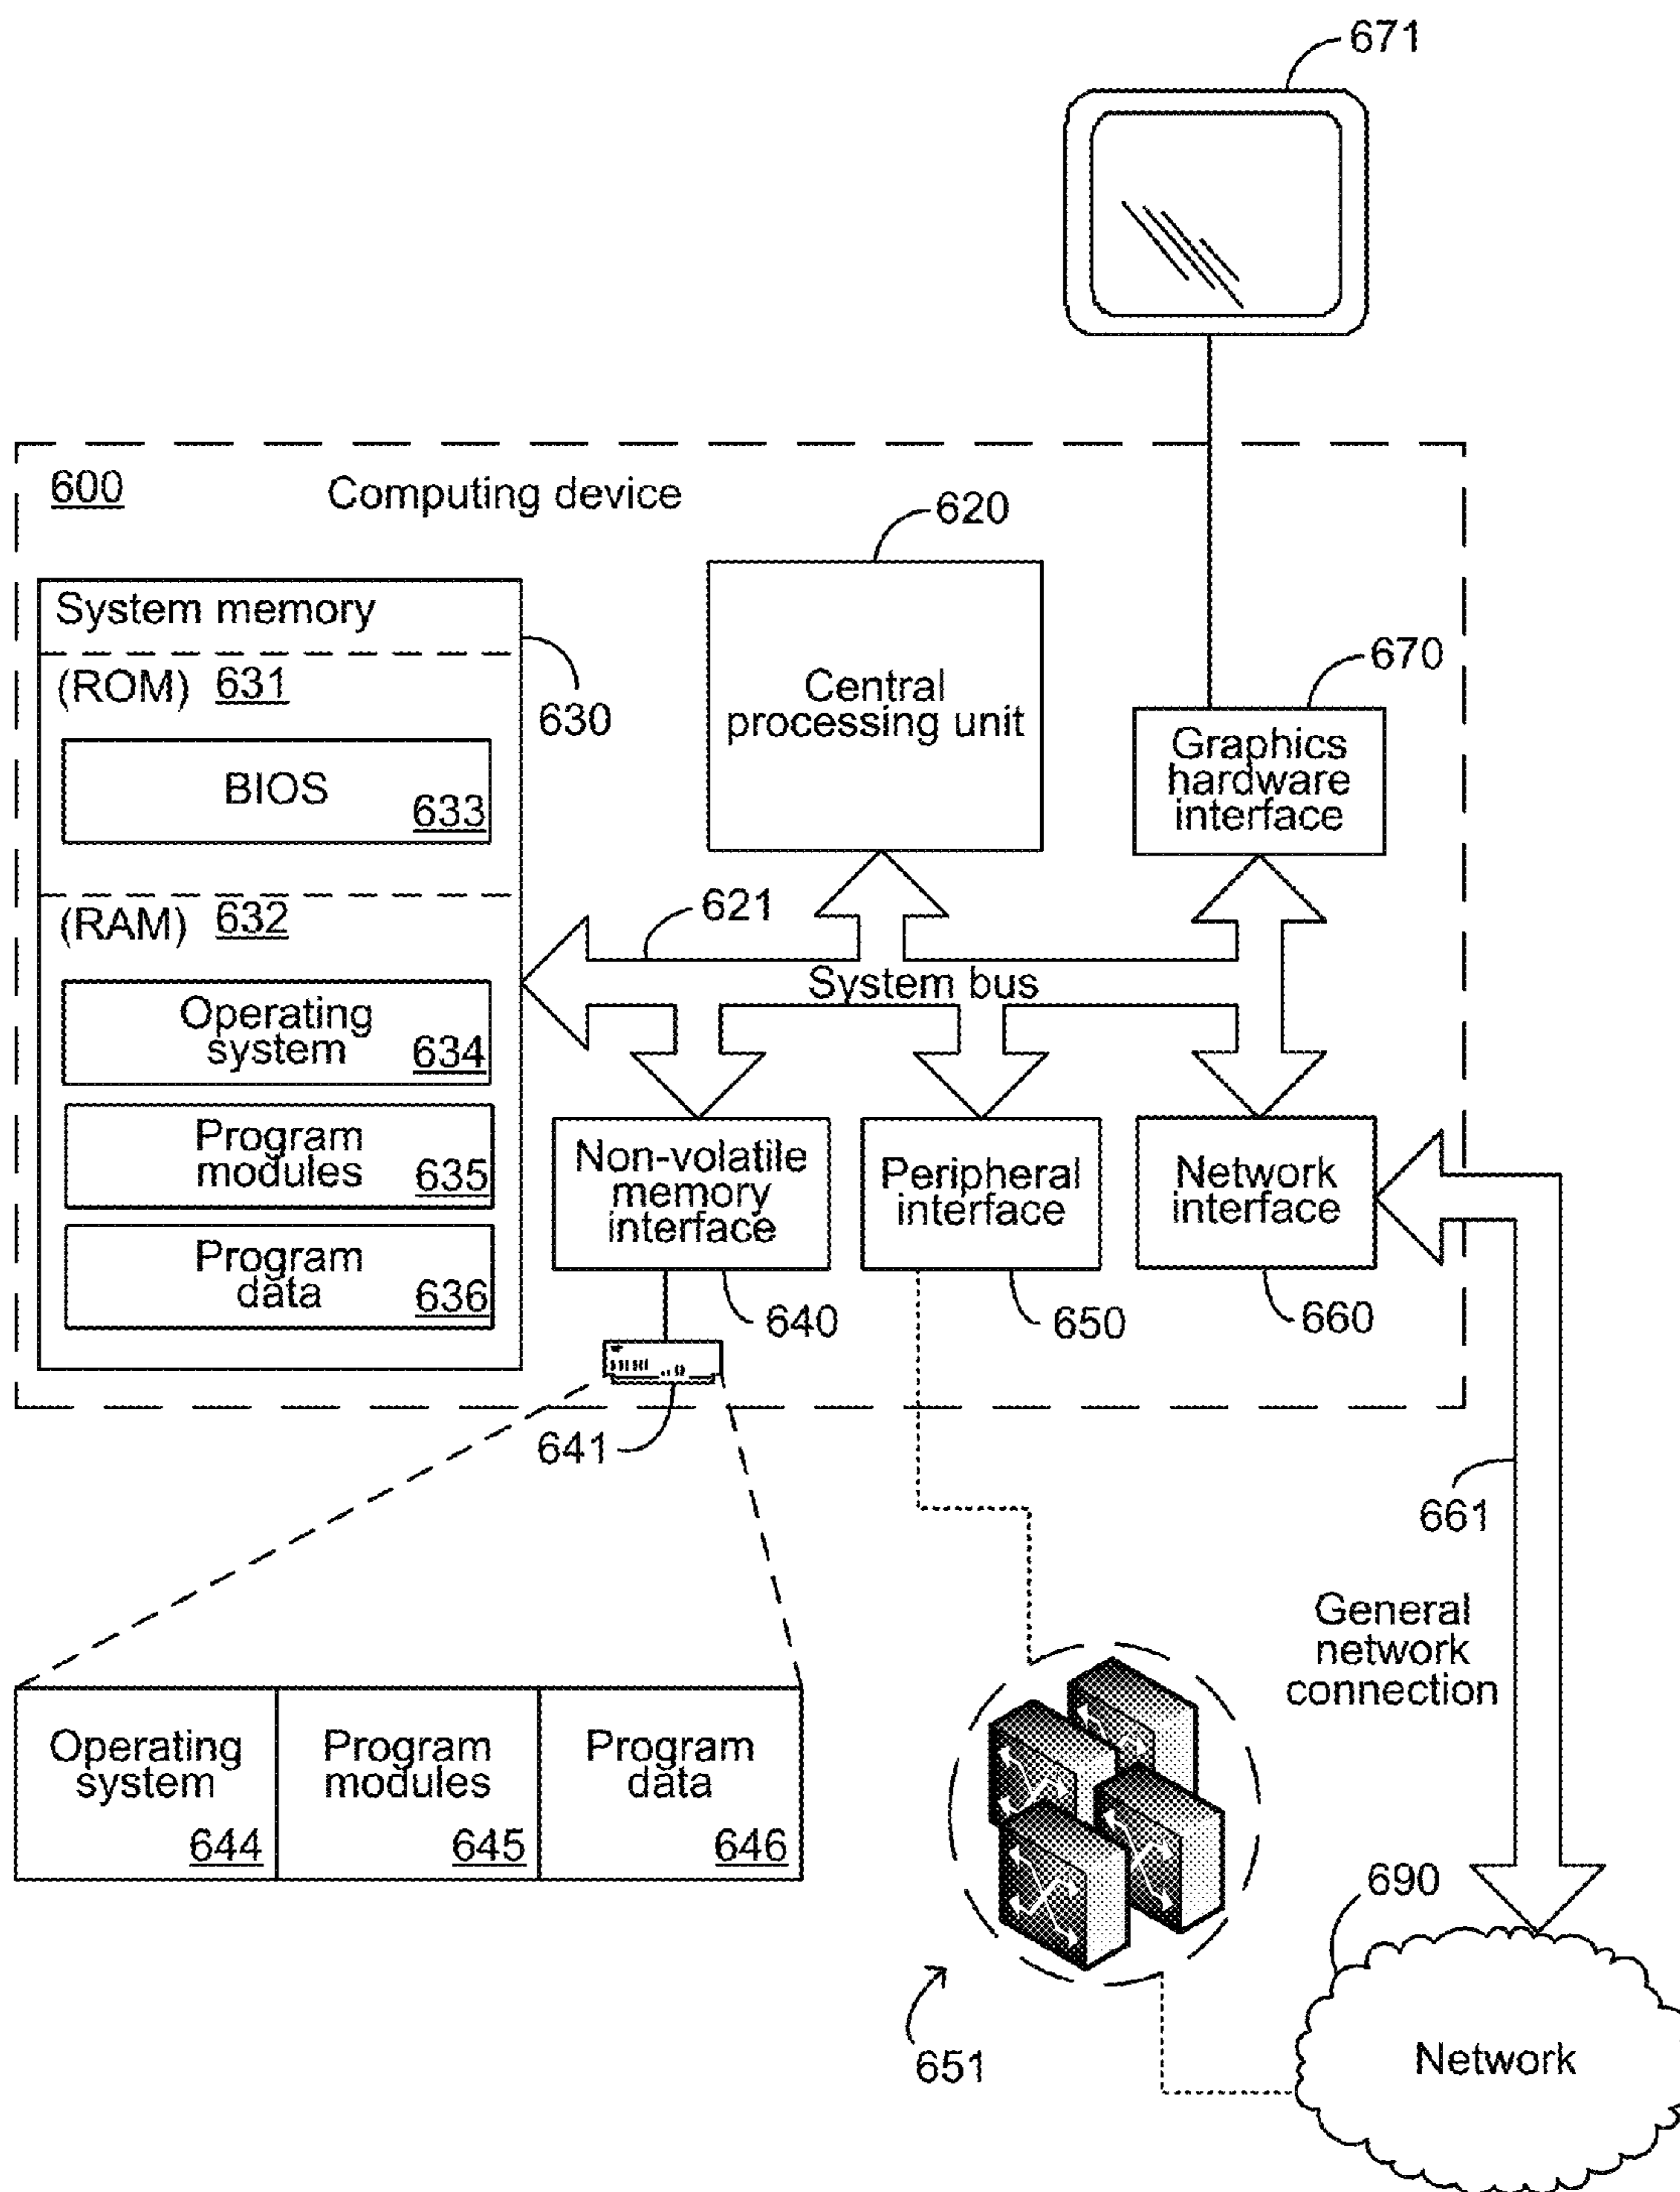 671
600
Computing device
620
System memory
(ROM) 631
630
BIOS
633
Central
processing unit
670
Graphics
hardware
interface
(RAM) 632
621
System bus
Operating
system
634
Program
modules
635
Program
data
636
Non-volatile
memory
interface
Peripheral
interface
Network
interface
640
650
660
641
661
General
network
connection
Operating
system
644
Program
modules
645
Program
data
646
690
651
Network